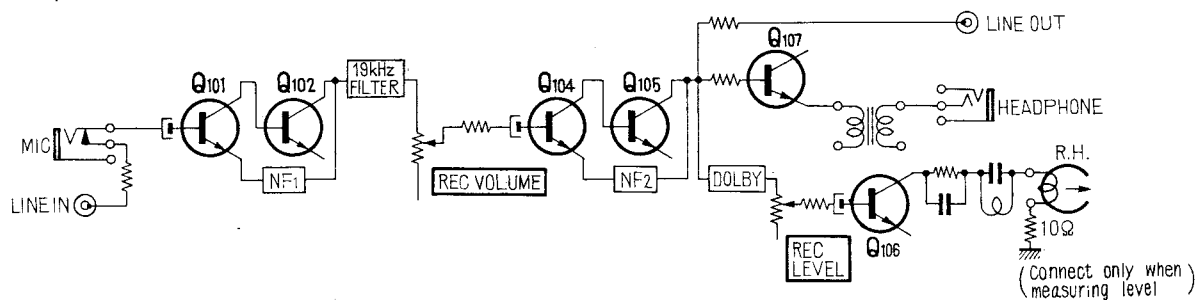 LINE OUT
Q107
Q101
Q102
19kHz
FILTER
Q104
Q105
HEADPHONE
MIC
NF1
REC VOLUME
NF2
DOLBY
R.H.
LINE IN
REC
LEVEL
Q106
10Ω
(Connect only when
measuring level)